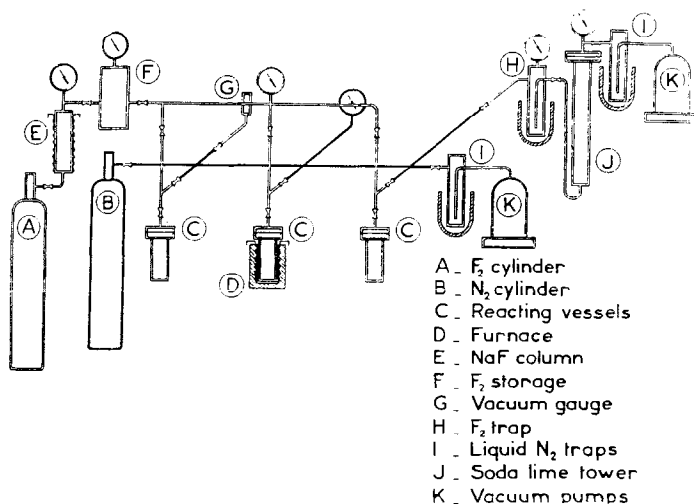 F
I
H
K
G
E
I
J
B
K
A
C
C
C
D
A _ F₂ cylinder
B _ N₂ cylinder
C _ Reacting vessels
D _ Furnace
E _ NaF column
F _ F₂ storage
G _ Vacuum gauge
H _ F₂ trap
I _ Liquid N₂ traps
J _ Soda lime tower
K _ Vacuum pumps